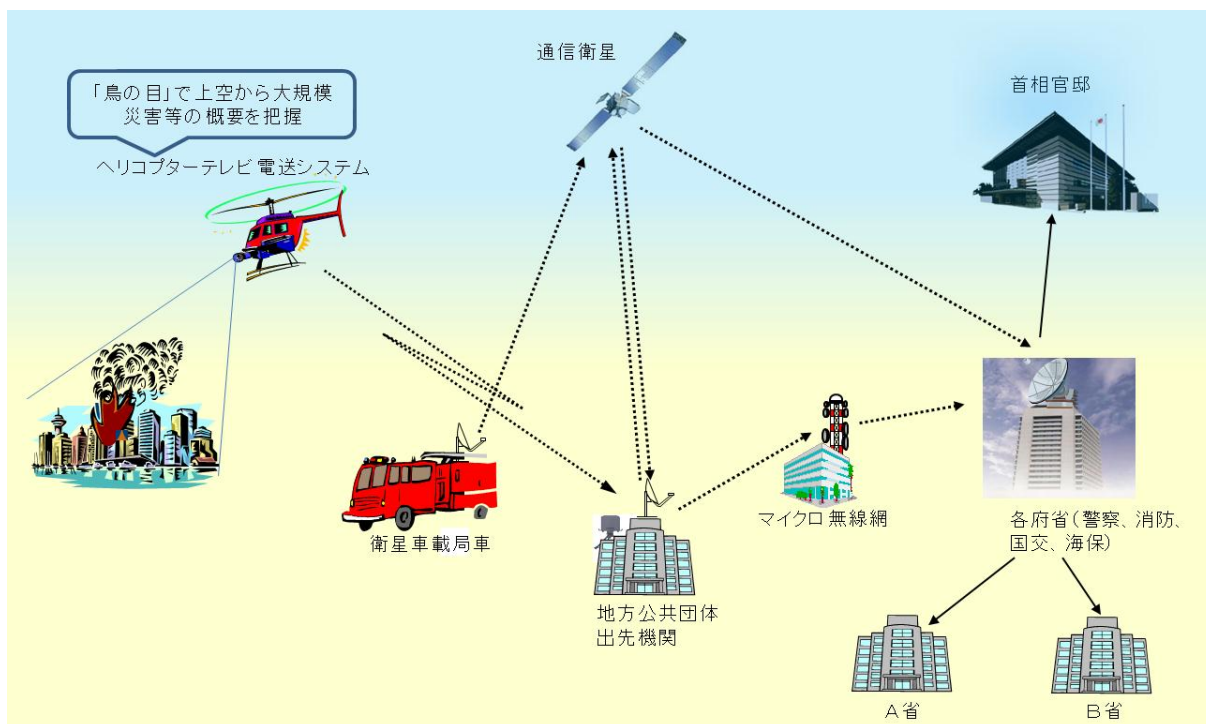 通信衛星
首相官邸
「鳥の目」で上空から大規模
災害等の概要を把握
ヘリコプターテレビ電送システム
衛星車載局車
マイクロ無線網
各府省（警察、消防、
国交、海保）
地方公共団体
出先機関
A省
B省